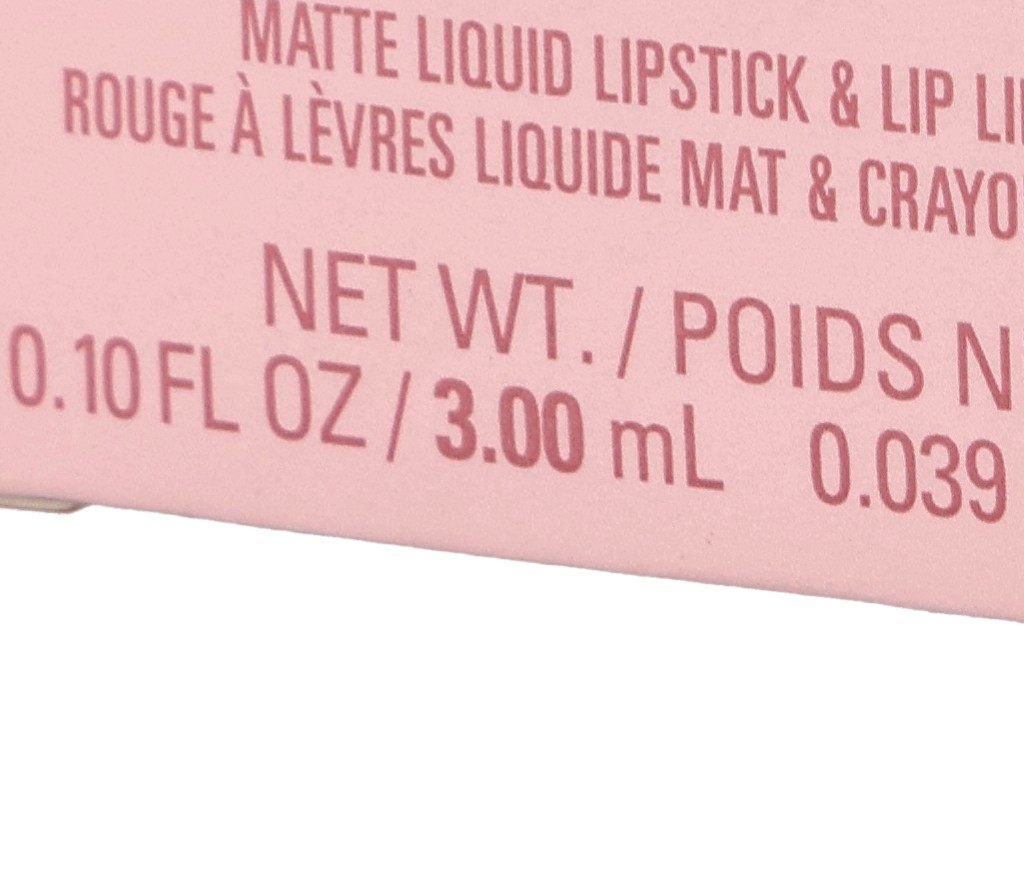 MATTE LIQUID LIPSTICK & LIP
ROUGE À LÈVRES LIQUIDE MAT &
NET WT. / POIDS
0.10 FL OZ / 3.00 mL 0.039